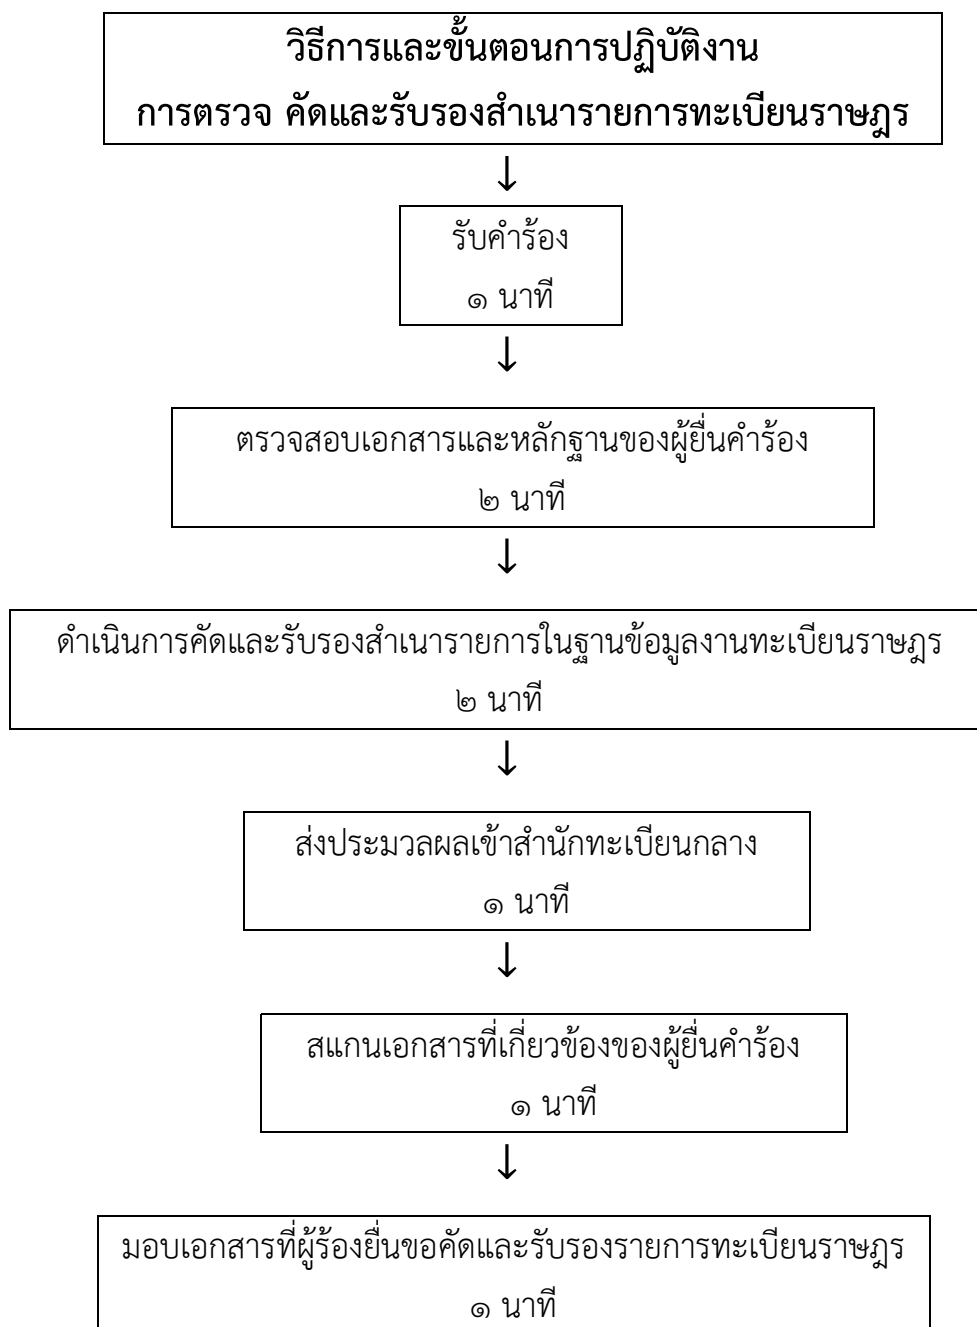 วิธีการและขั้นตอนการปฏิบัติงาน
การตรวจ คัดและรับรองสำเนารายการทะเบียนราษฎร
↓
รับคำร้อง
๑ นาที
↓
ตรวจสอบเอกสารและหลักฐานของผู้ยื่นคำร้อง
๒ นาที
↓
ดำเนินการคัดและรับรองสำเนารายการในฐานข้อมูลงานทะเบียนราษฎร
๒ นาที
↓
ส่งประมวลผลเข้าสำนักทะเบียนกลาง
๑ นาที
↓
สแกนเอกสารที่เกี่ยวข้องของผู้ยื่นคำร้อง
๑ นาที
↓
มอบเอกสารที่ผู้ร้องยื่นขอคัดและรับรองรายการทะเบียนราษฎร
๑ นาที